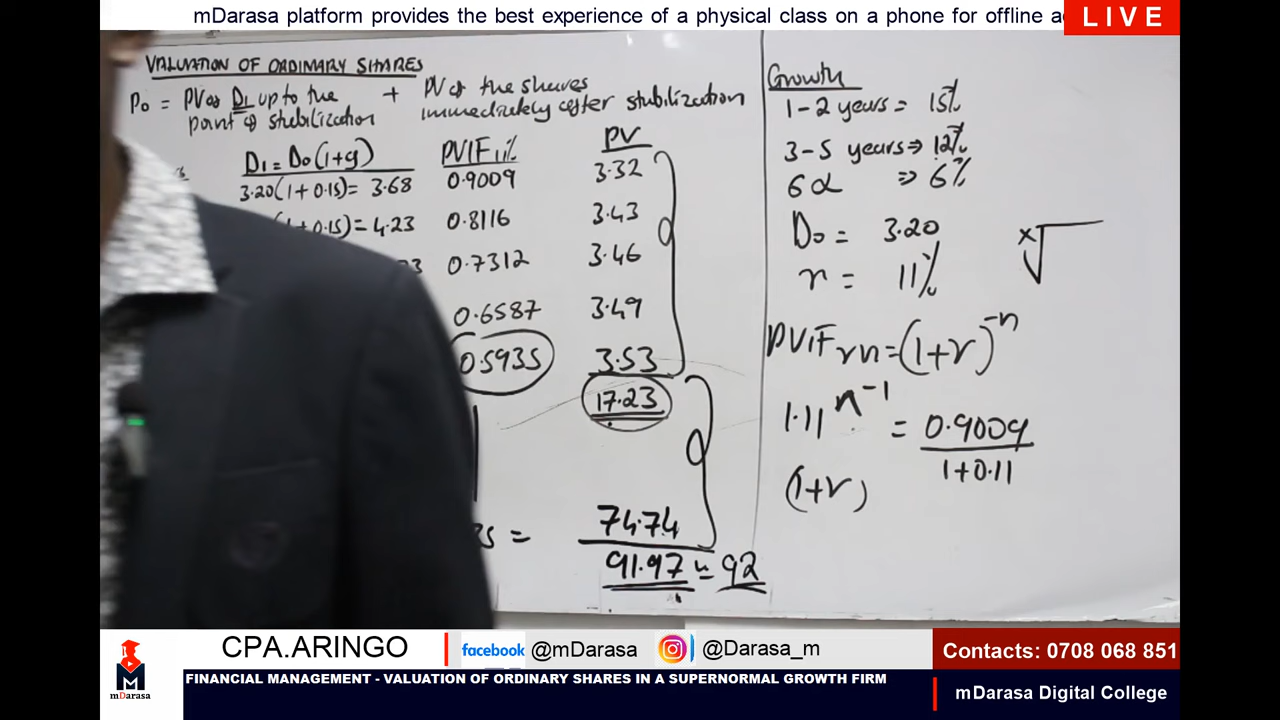 mDarasa platform provides the best experience of a physical class on a phone for offline a
LIVE
VALUATION OF ORDINARY SHARES
P0 = PV of D1 up to the point of stabilization + PV of the shares immediately after stabilization
D1 = D0(1+g) PVIF 11% PV
3.20(1+0.15) = 3.68 0.9009 3.32
1+0.15) = 4.23 0.8116 3.43
3 0.7312 3.46
0.6587 3.49
0.5935 3.53
17.23
= 74.74
91.97 ≈ 92
Growth
1-2 years = 15%
3-5 years ⇒ 12%
6 α ⇒ 6%
D0 = 3.20
r = 11%
x√
PVIF rn = (1+r)^-n
1.11 n^-1 = 0.9009
1+0.11
(1+r)
CPA.ARINGO
facebook @mDarasa
@Darasa_m
Contacts: 0708 068 851
mDarasa
FINANCIAL MANAGEMENT - VALUATION OF ORDINARY SHARES IN A SUPERNORMAL GROWTH FIRM
mDarasa Digital College